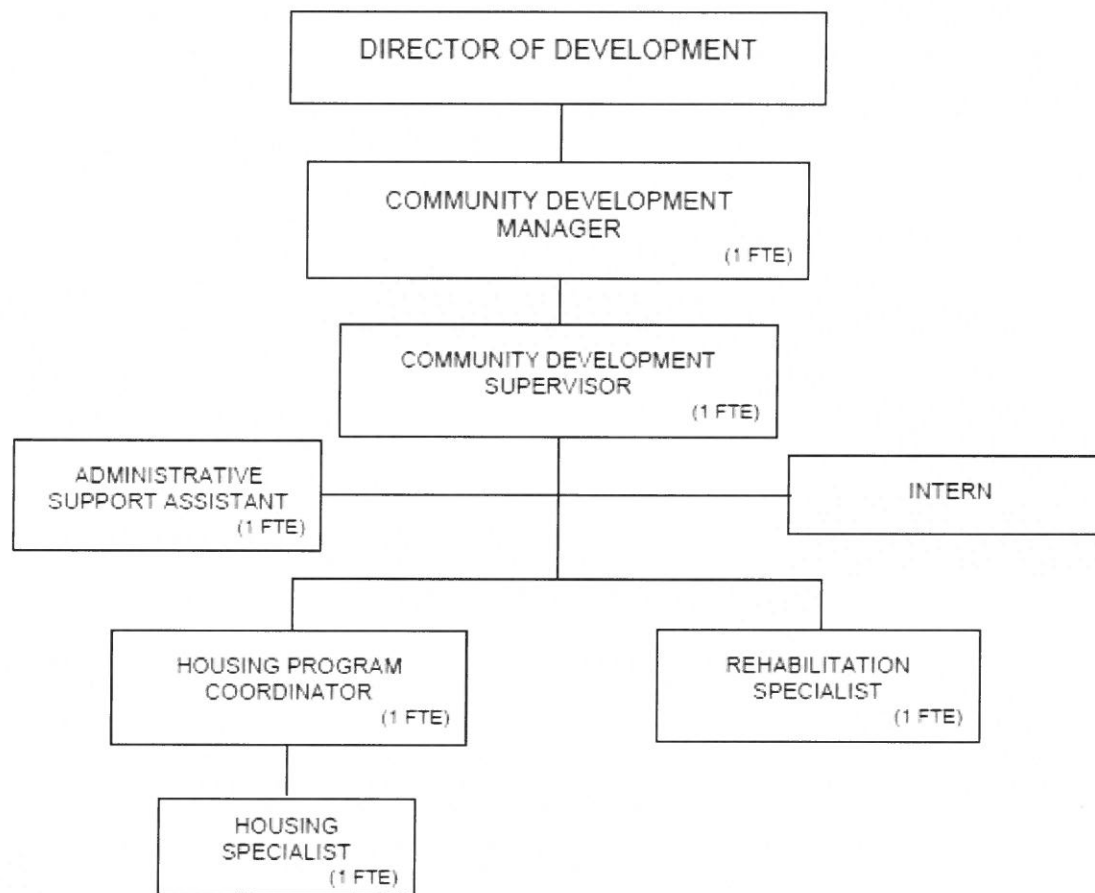 DIRECTOR OF DEVELOPMENT
COMMUNITY DEVELOPMENT
MANAGER
(1 FTE)
COMMUNITY DEVELOPMENT
SUPERVISOR
(1 FTE)
ADMINISTRATIVE
SUPPORT ASSISTANT
(1 FTE)
INTERN
HOUSING PROGRAM
COORDINATOR
(1 FTE)
REHABILITATION
SPECIALIST
(1 FTE)
HOUSING
SPECIALIST
(1 FTE)